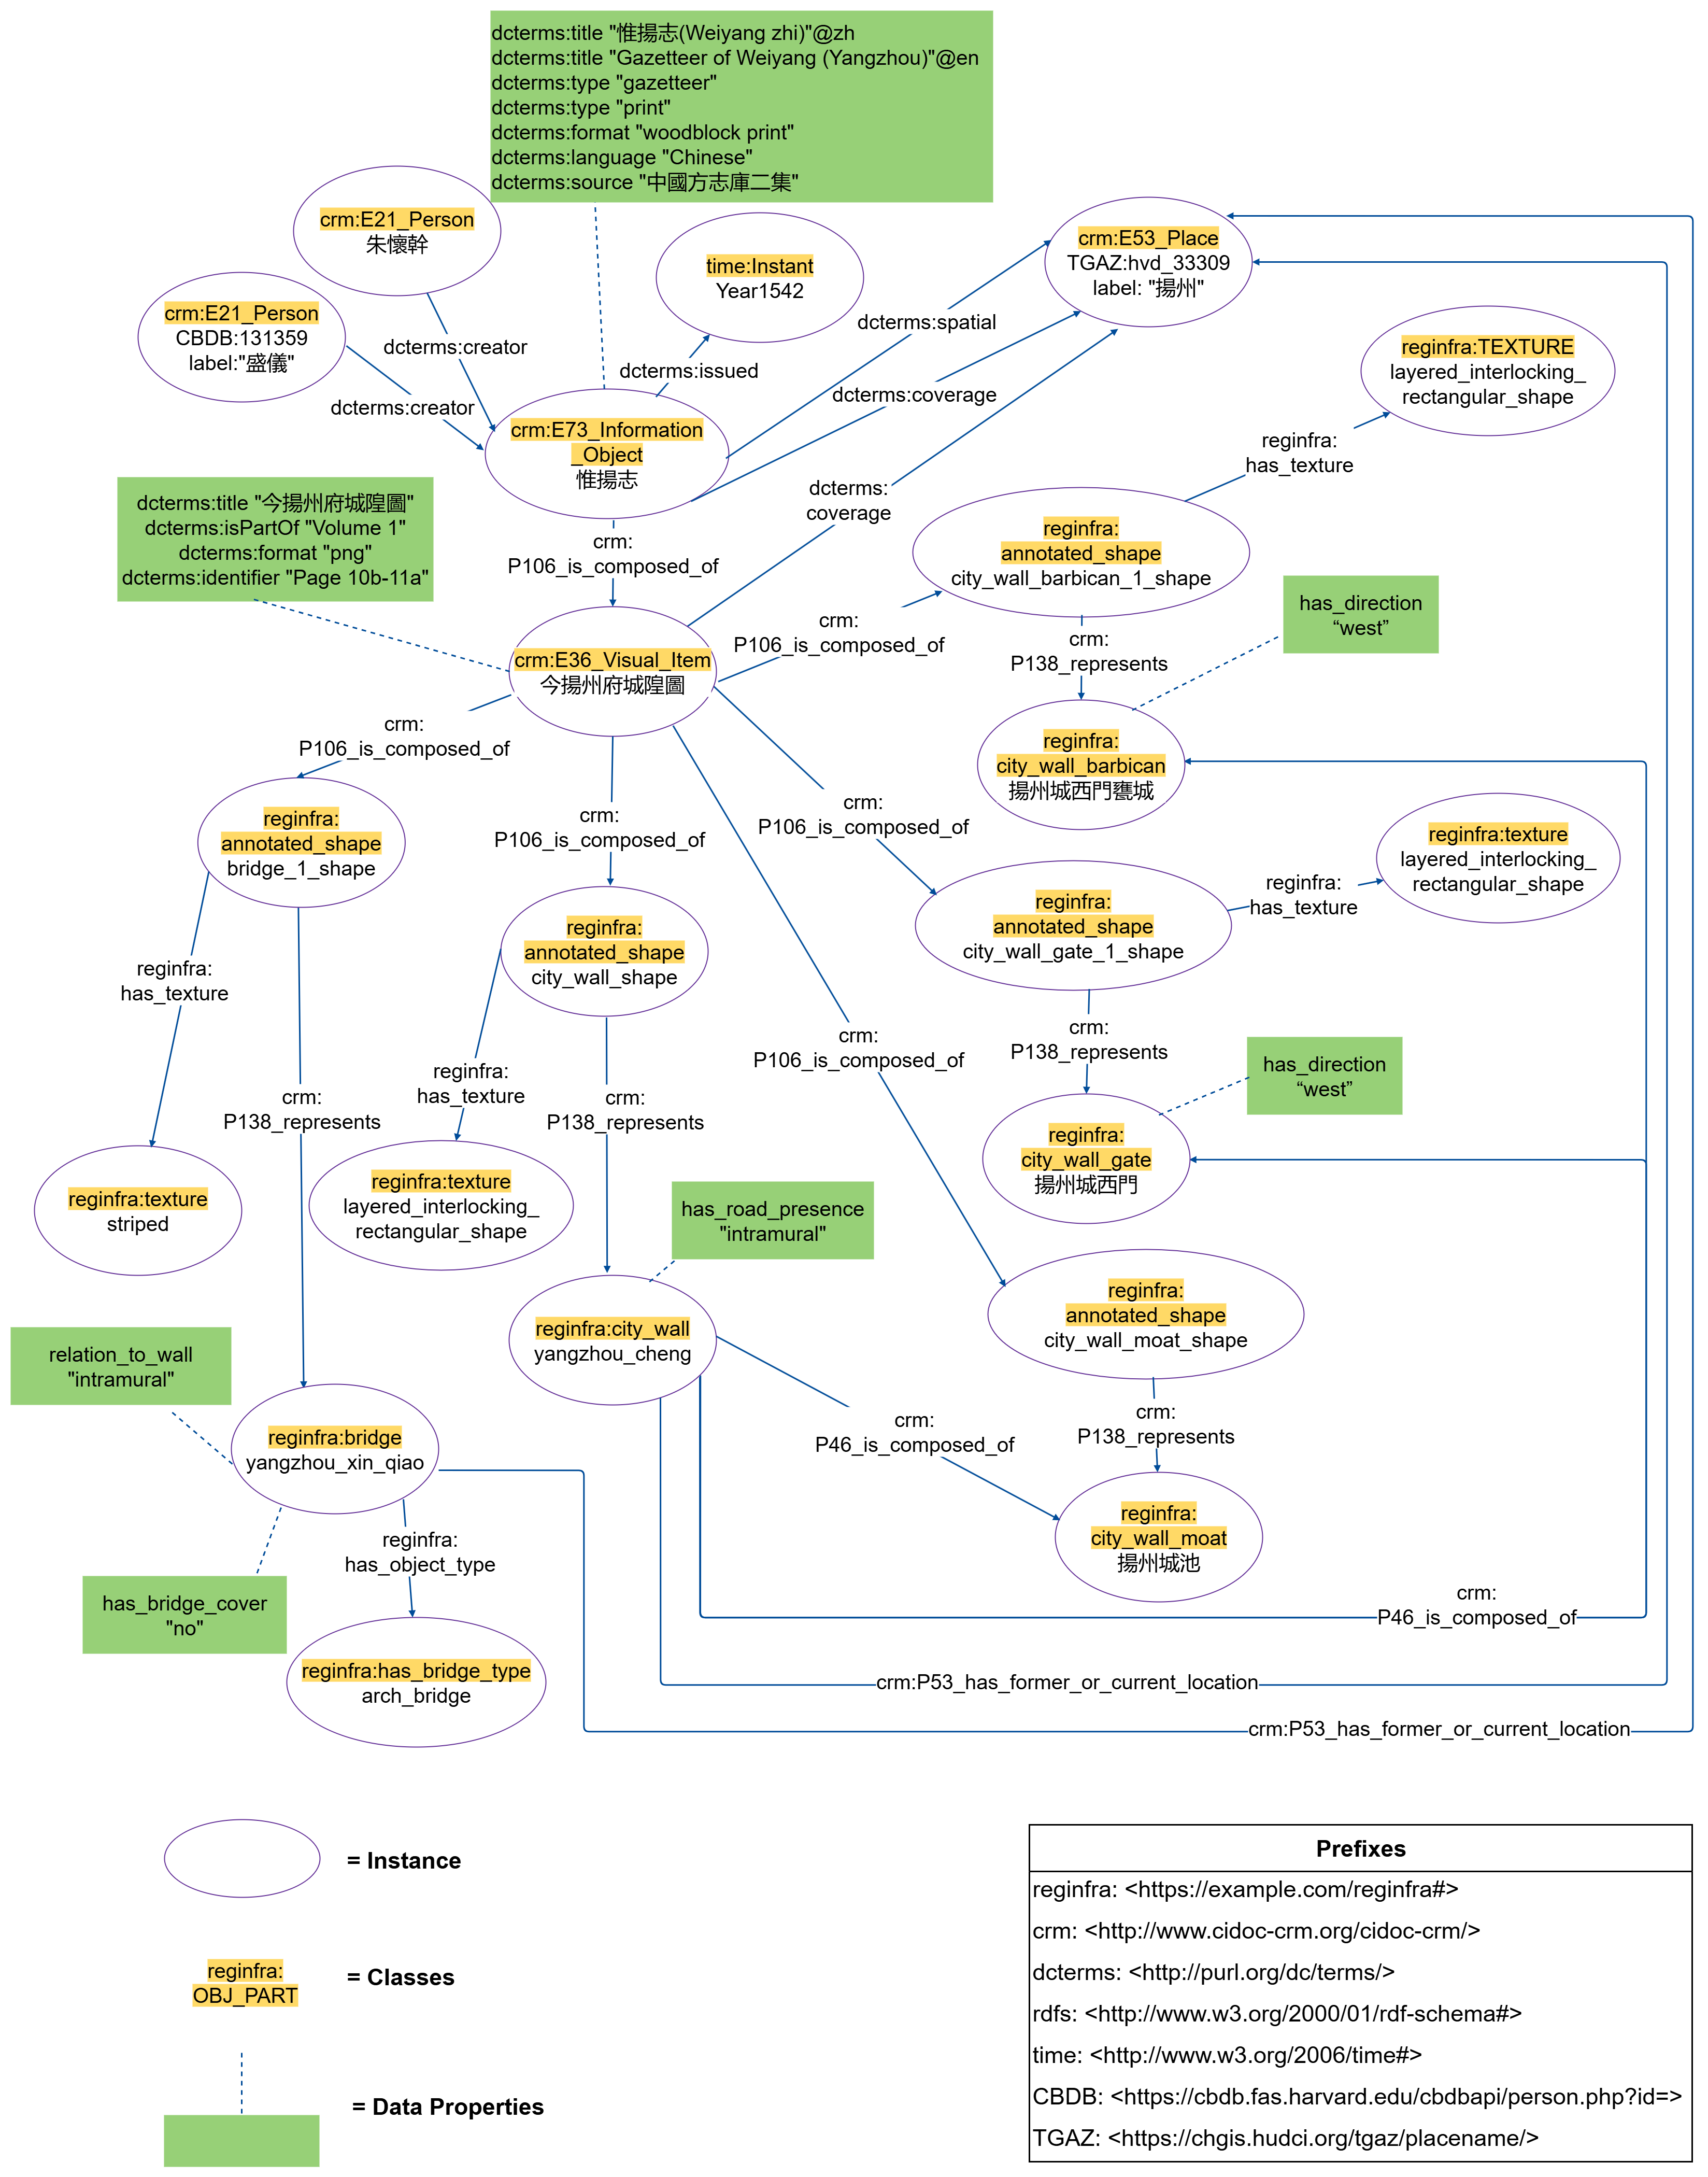 dcterms:title "惟揚志(Weiyang zhi)"@zh
dcterms:title "Gazetteer of Weiyang (Yangzhou)"@en
dcterms:type "gazetteer"
dcterms:type "print"
dcterms:format "woodblock print"
dcterms:language "Chinese"
dcterms:source "中國方志庫二集"
crm:E21_Person
朱懷幹
crm:E21_Person
CBDB:131359
label:"盛儀"
dcterms:creator
dcterms:creator
time:Instant
Year1542
dcterms:issued
crm:E53_Place
TGAZ:hvd_33309
label: "揚州"
dcterms:spatial
dcterms:coverage
dcterms:
coverage
crm:E73_Information
_Object
惟揚志
reginfra:TEXTURE
layered_interlocking_
rectangular_shape
reginfra:
has_texture
dcterms:title "今揚州府城隍圖"
dcterms:isPartOf "Volume 1"
dcterms:format "png"
dcterms:identifier "Page 10b-11a"
crm:
P106_is_composed_of
reginfra:
annotated_shape
city_wall_barbican_1_shape
has_direction
“west”
crm:
P106_is_composed_of
crm:
P138_represents
crm:E36_Visual_Item
今揚州府城隍圖
crm:
P106_is_composed_of
reginfra:
city_wall_barbican
揚州城西門甕城
reginfra:
annotated_shape
bridge_1_shape
crm:
P106_is_composed_of
crm:
P106_is_composed_of
reginfra:texture
layered_interlocking_
rectangular_shape
reginfra:
has_texture
reginfra:
annotated_shape
city_wall_gate_1_shape
reginfra:
annotated_shape
city_wall_shape
reginfra:
has_texture
crm:
P106_is_composed_of
crm:
P138_represents
has_direction
“west”
reginfra:
has_texture
crm:
P138_represents
crm:
P138_represents
reginfra:
city_wall_gate
揚州城西門
reginfra:texture
striped
reginfra:texture
layered_interlocking_
rectangular_shape
has_road_presence
"intramural"
reginfra:
annotated_shape
city_wall_moat_shape
reginfra:city_wall
yangzhou_cheng
relation_to_wall
"intramural"
reginfra:bridge
yangzhou_xin_qiao
crm:
P46_is_composed_of
crm:
P138_represents
reginfra:
city_wall_moat
揚州城池
reginfra:
has_object_type
has_bridge_cover
"no"
crm:
P46_is_composed_of
reginfra:has_bridge_type
arch_bridge
crm:P53_has_former_or_current_location
crm:P53_has_former_or_current_location
= Instance
reginfra:
OBJ_PART
= Classes
= Data Properties
Prefixes
reginfra: <https://example.com/reginfra#>
crm: <http://www.cidoc-crm.org/cidoc-crm/>
dcterms: <http://purl.org/dc/terms/>
rdfs: <http://www.w3.org/2000/01/rdf-schema#>
time: <http://www.w3.org/2006/time#>
CBDB: <https://cbdb.fas.harvard.edu/cbdbapi/person.php?id=>
TGAZ: <https://chgis.hudci.org/tgaz/placename/>